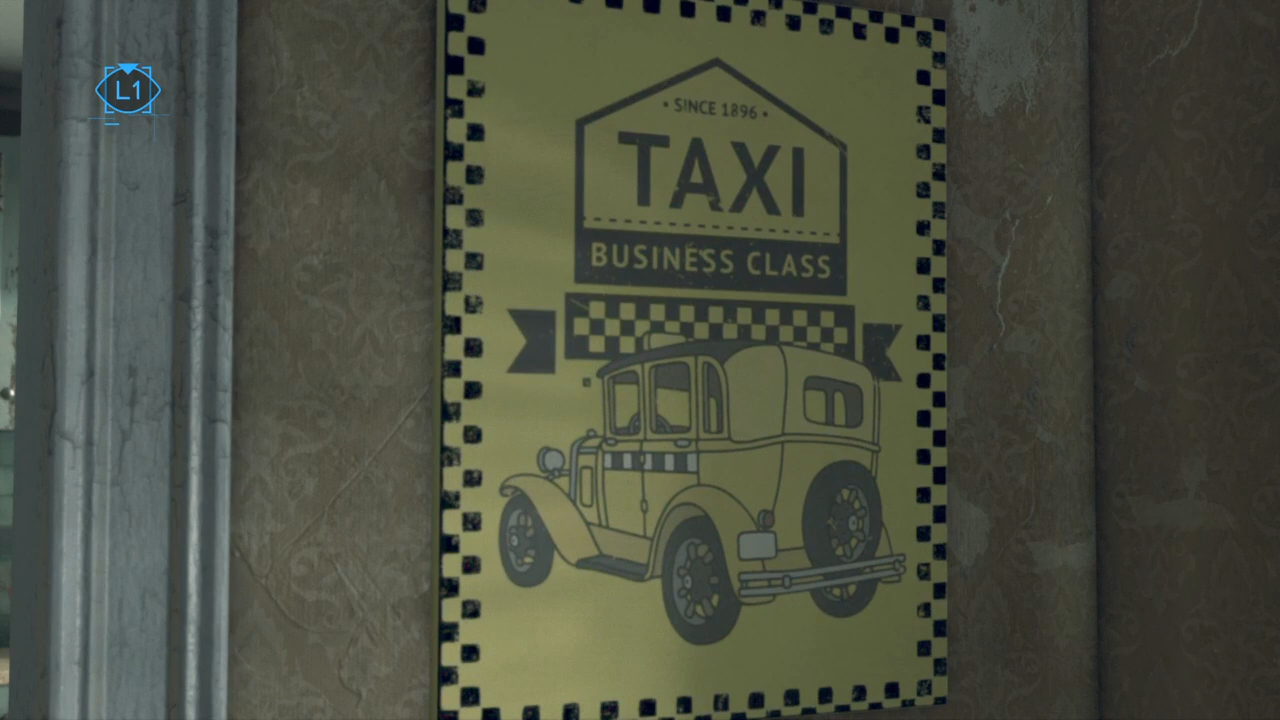 L1
• SINCE 1896 •
TAXI
BUSINESS CLASS